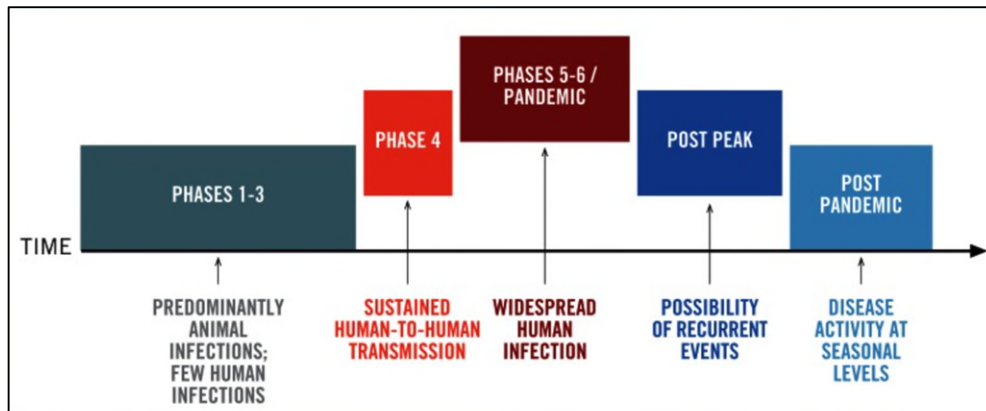 PHASES 5-6 /
PANDEMIC
PHASE 4
POST PEAK
PHASES 1-3
POST
PANDEMIC
TIME
PREDOMINANTLY
ANIMAL
INFECTIONS;
FEW HUMAN
INFECTIONS
SUSTAINED
HUMAN-TO-HUMAN
TRANSMISSION
WIDESPREAD
HUMAN
INFECTION
POSSIBILITY
OF RECURRENT
EVENTS
DISEASE
ACTIVITY AT
SEASONAL
LEVELS